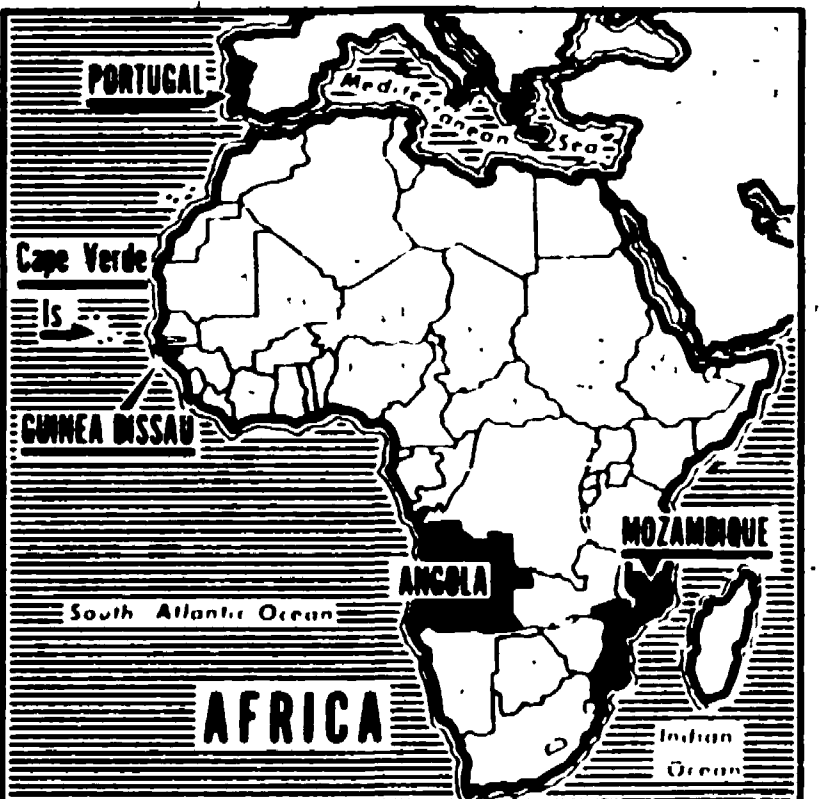 PORTUGAL
Mediterranean Sea
Cape Verde
Is
GUINEA BISSAU
MOZAMBIQUE
ANGOLA
South Atlantic Ocean
AFRICA
Indian
Ocean